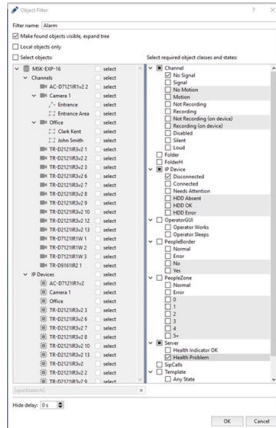 Object Filter
Filter name: Alarm
Make found objects visible, expand tree
Local objects only
Select objects:
MSK-EXP-16 select
Channels select
AC-D7121IR1v2 2 select
Camera 1 select
Entrance select
Entrance Area select
Office select
Clark Kent select
John Smith select
TR-D2121IR3v2 1 select
TR-D2121IR3v2 2 select
TR-D2121IR3v2 3 select
TR-D2121IR3v2 6 select
TR-D2121IR3v2 7 select
TR-D2121IR3v2 8 select
TR-D2121IR3v2 9 select
TR-D2121IR3v2 10 select
TR-D2121IR3v2 12 select
TR-D2121IR3v2 13 select
TR-D7121IR1W 1 select
TR-D7121IR1W 2 select
TR-D7121IR1W 3 select
TR-D9161IR2 1 select
IP Devices select
AC-D7121IR1v2 select
Camera 1 select
Office select
TR-D2121IR3v2 3 select
TR-D2121IR3v2 6 select
TR-D2121IR3v2 7 select
TR-D2121IR3v2 8 select
TR-D2121IR3v2 10 select
TR-D2121IR3v2 13 select
TR-D2121IR3v2 select
TR-D2121IR3v2 2 select
TR-D2121IR3v2 9 select
Hide delay: 0 s
Select required object classes and states:
Channel
No Signal
Signal
No Motion
Motion
Not Recording
Recording
Not Recording (on device)
Recording (on device)
Disabled
Silent
Loud
Folder
FolderH
IP Device
Disconnected
Connected
Needs Attention
HDD Absent
HDD OK
HDD Error
OperatorGUI
Operator Works
Operator Sleeps
PeopleBorder
Normal
Error
No
Yes
PeopleZone
Normal
Error
0
1
2
3
4
5+
Server
Health Indicator OK
Health Problem
SipCalls
Template
Any State
OK
Cancel